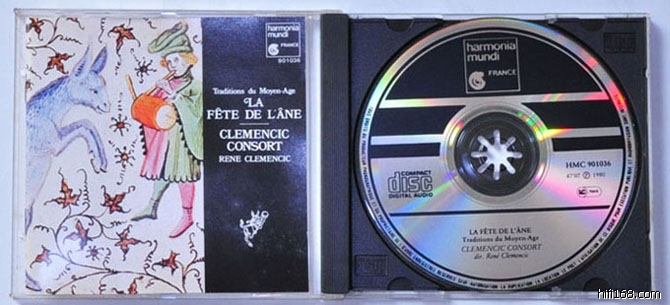 harmonia
mundi
FRANCE
901036
Traditions du Moyen-Age
LA
FÊTE DE L'ÂNE
CLEMENCIC
CONSORT
RENE CLEMENCIC
harmonia
mundi
FRANCE
COMPACT
disc
DIGITAL AUDIO
HMC 901036
47'07 Ⓟ 1980
LA FÊTE DE L'ÂNE
Traditions du Moyen-Age
CLEMENCIC CONSORT
dir. René Clemencic
hifi168.com